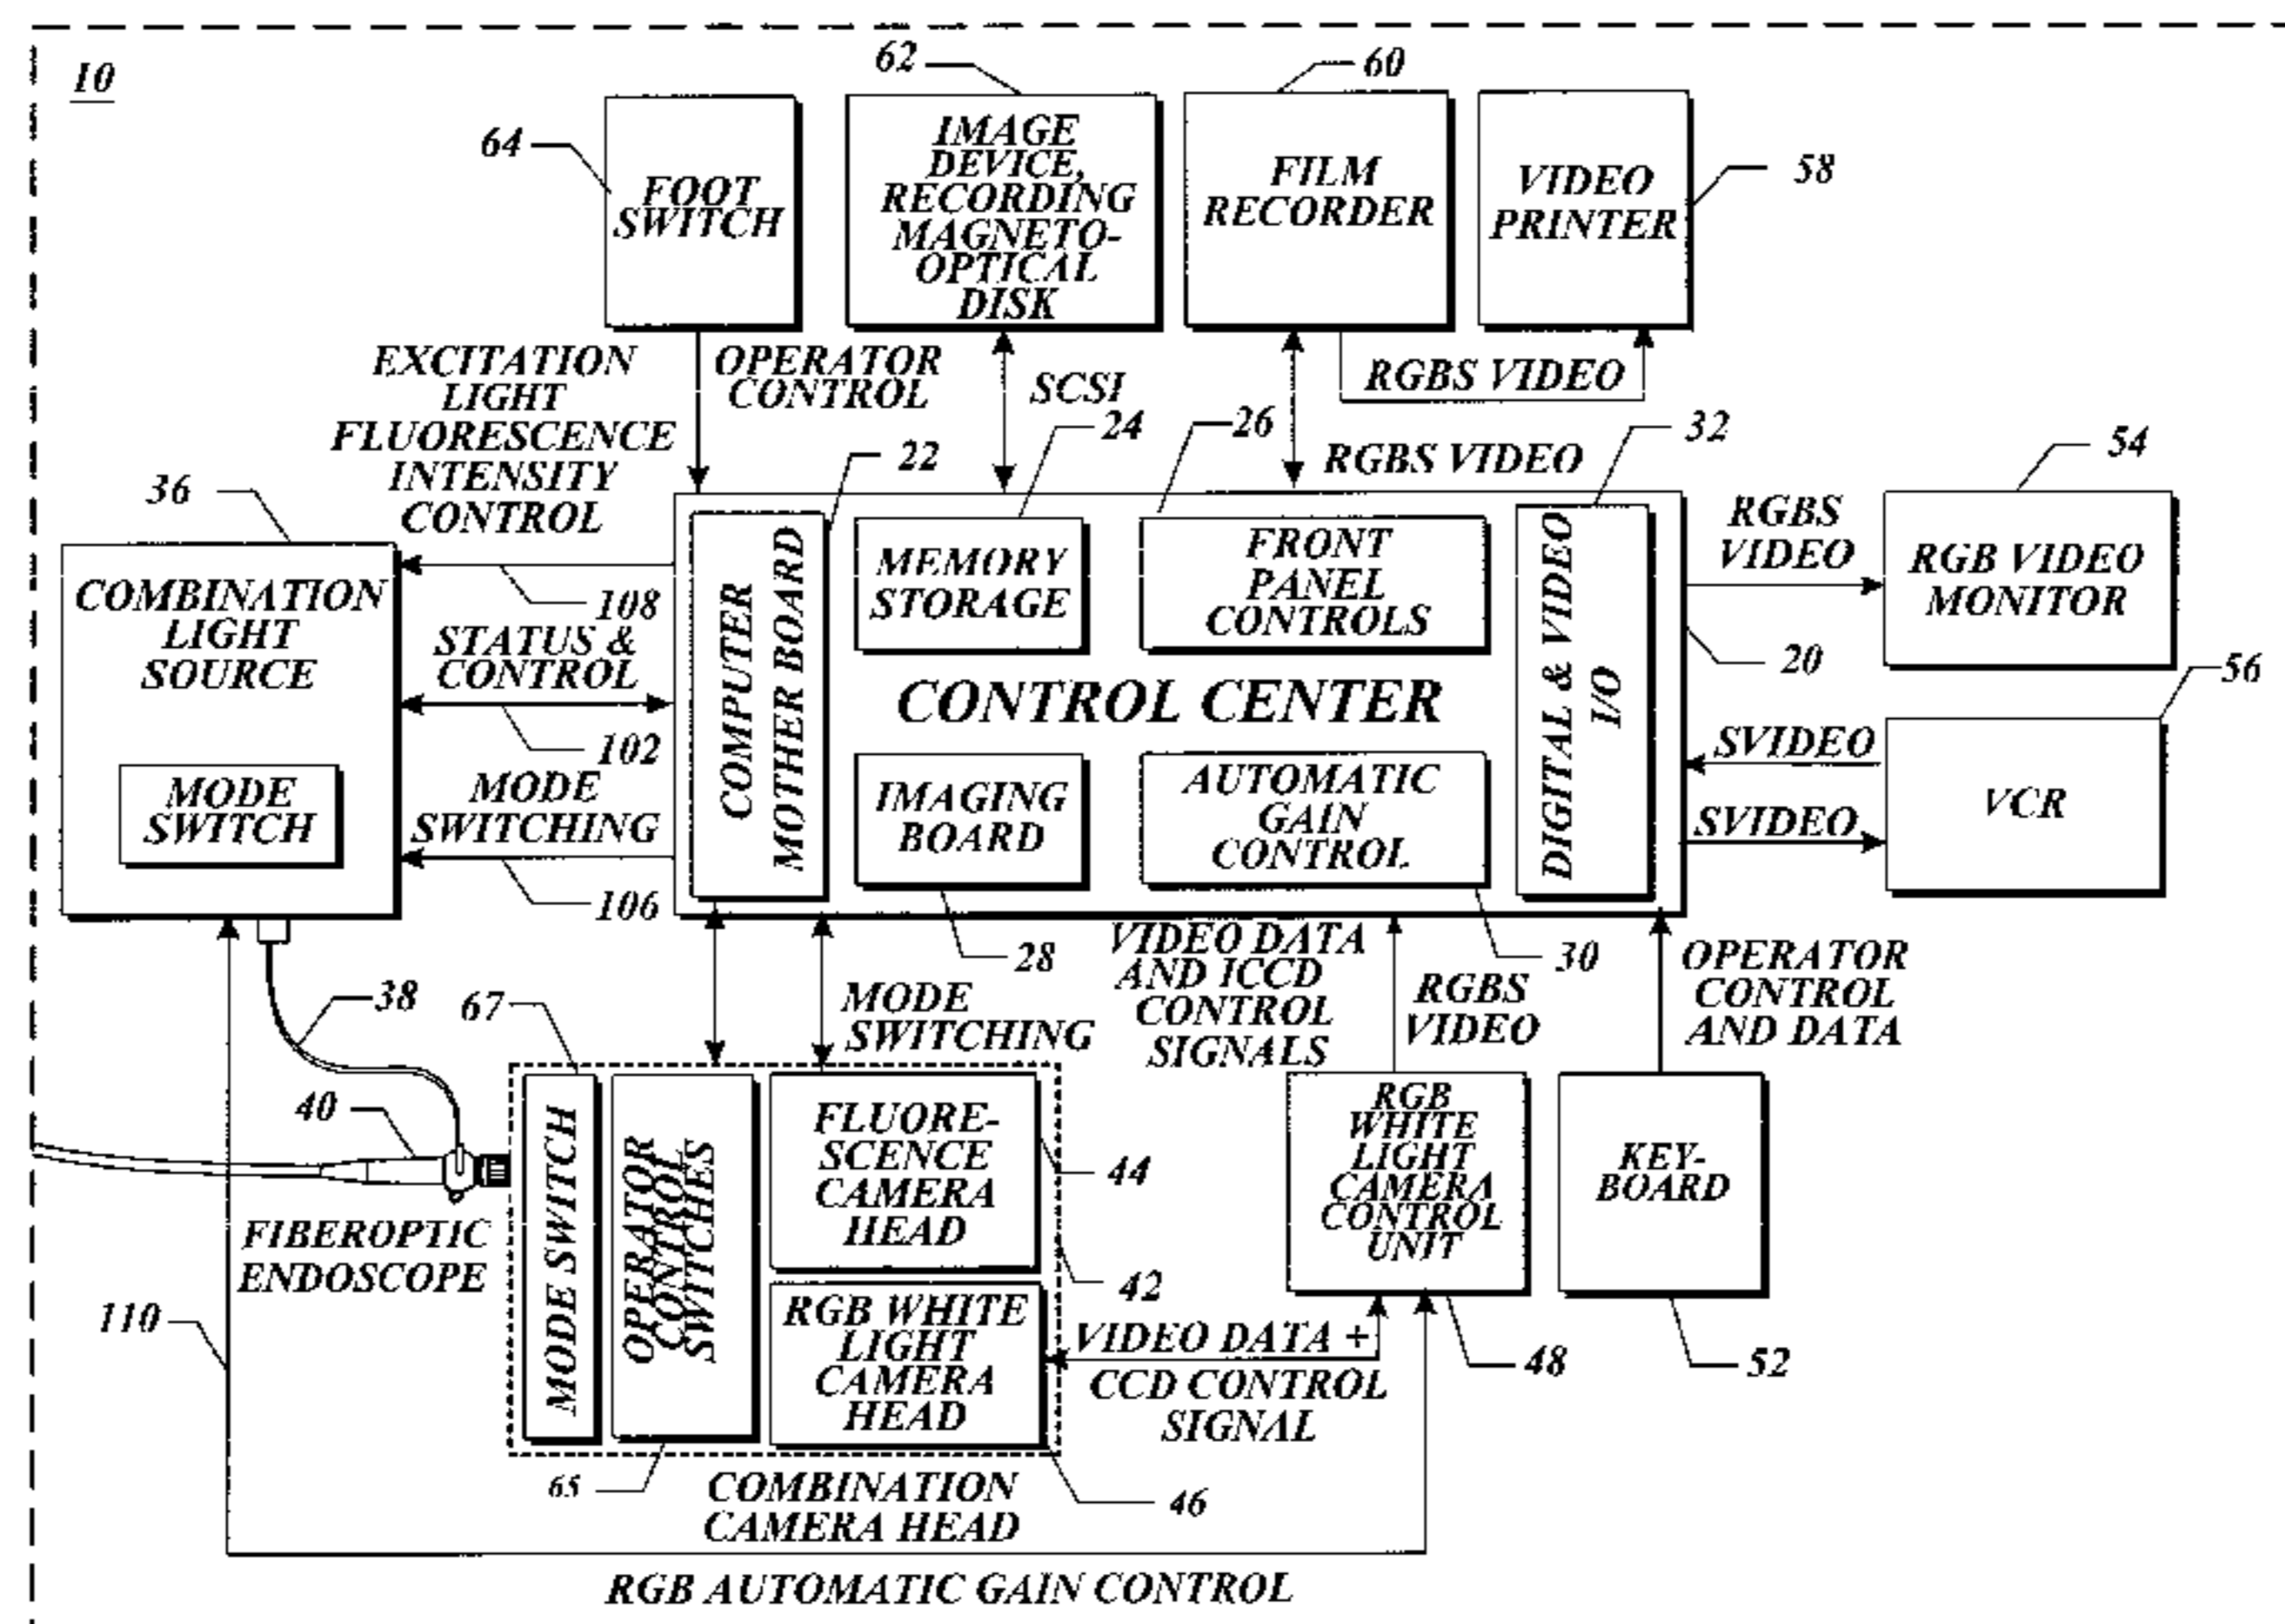 10
62
60
64
FOOT
SWITCH
IMAGE
DEVICE,
RECORDING
MAGNETO-
OPTICAL
DISK
FILM
RECORDER
VIDEO
PRINTER
58
EXCITATION
LIGHT
FLUORESCENCE
INTENSITY
CONTROL
OPERATOR
CONTROL
SCSI
RGBS VIDEO
24
26
32
54
22
RGBS VIDEO
36
COMBINATION
LIGHT
SOURCE
MODE
SWITCH
108
STATUS &
CONTROL
102
MODE
SWITCHING
106
COMPUTER
MOTHER BOARD
MEMORY
STORAGE
FRONT
PANEL
CONTROLS
CONTROL CENTER
IMAGING
BOARD
AUTOMATIC
GAIN
CONTROL
DIGITAL & VIDEO
I/O
RGBS
VIDEO
RGB VIDEO
MONITOR
20
56
SVIDEO
SVIDEO
VCR
28
30
38
67
MODE
SWITCHING
VIDEO DATA
AND ICCD
CONTROL
SIGNALS
RGBS
VIDEO
OPERATOR
CONTROL
AND DATA
40
FIBEROPTIC
ENDOSCOPE
110
MODE SWITCH
OPERATOR
CONTROL
SWITCHES
FLUORE-
SCENCE
CAMERA
HEAD
44
42
RGB WHITE
LIGHT
CAMERA
HEAD
RGB
WHITE
LIGHT
CAMERA
CONTROL
UNIT
KEY-
BOARD
VIDEO DATA +
CCD CONTROL
SIGNAL
48
52
65
COMBINATION
CAMERA HEAD
46
RGB AUTOMATIC GAIN CONTROL